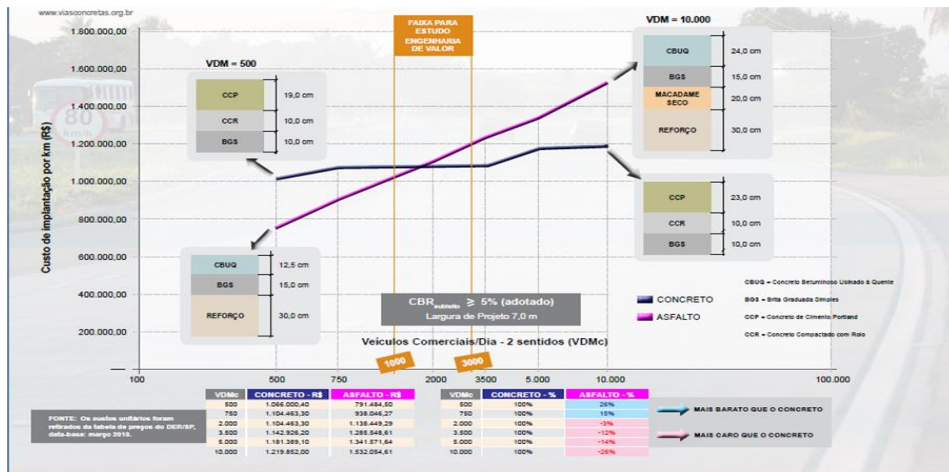 www.viasconcretas.org.br
Custo de implantação por km (R$)
1.800.000,00
1.600.000,00
1.400.000,00
1.200.000,00
1.000.000,00
800.000,00
600.000,00
400.000,00
200.000,00
FAIXA PARA
ESTUDO
ENGENHARIA
DE VALOR
VDM = 500
CCP 19,0 cm
CCR 10,0 cm
BGS 10,0 cm
VDM = 10.000
CBUQ 24,0 cm
BGS 15,0 cm
MACADAME
SECO 20,0 cm
REFORÇO 30,0 cm
CCP 23,0 cm
CCR 10,0 cm
BGS 10,0 cm
CBUQ 12,5 cm
BGS 15,0 cm
REFORÇO 30,0 cm
CBR subleito ≥ 5% (adotado)
Largura de Projeto 7,0 m
CONCRETO
ASFALTO
CBUQ = Concreto Betuminoso Usinado à Quente
BGS = Brita Graduada Simples
CCP = Concreto de Cimento Portland
CCR = Concreto Compactado com Rolo
Veículos Comerciais/Dia - 2 sentidos (VDMc)
1000 3000
100 500 750 2000 3500 5.000 10.000 100.000
VDMc CONCRETO - R$ ASFALTO - R$
500 1.066.000,40 791.484,50
750 1.104.463,30 938.046,27
2.000 1.104.463,30 1.138.449,29
3.500 1.142.926,20 1.285.548,61
5.000 1.181.389,10 1.341.571,64
10.000 1.219.852,00 1.532.054,61
VDMc CONCRETO - % ASFALTO - %
500 100% 26%
750 100% 15%
2.000 100% -3%
3.500 100% -12%
5.000 100% -14%
10.000 100% -26%
MAIS BARATO QUE O CONCRETO
MAIS CARO QUE O CONCRETO
FONTE: Os custos unitários foram
retirados da tabela de preços do DER/SP,
data-base: março 2013.
80
km/h